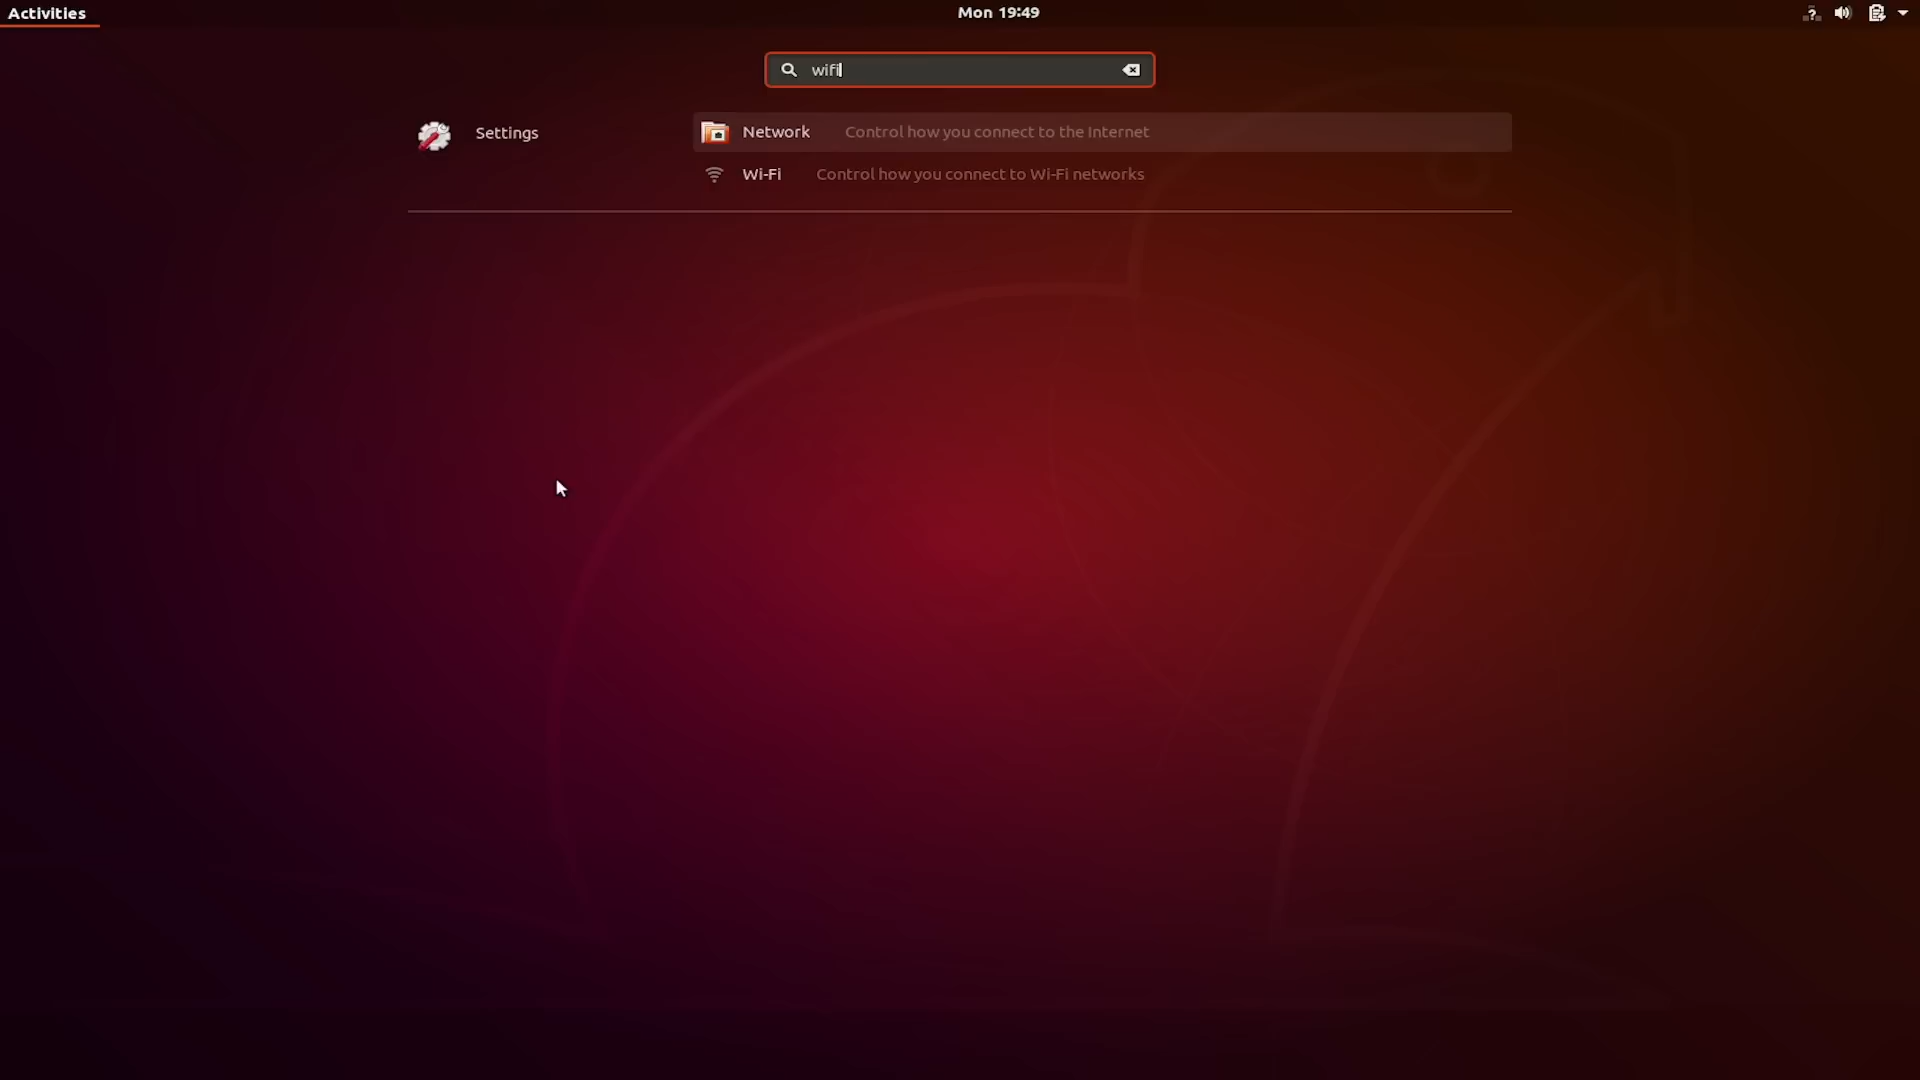 Activities
Mon 19:49
wifi
Settings
Network Control how you connect to the Internet
Wi-Fi Control how you connect to Wi-Fi networks